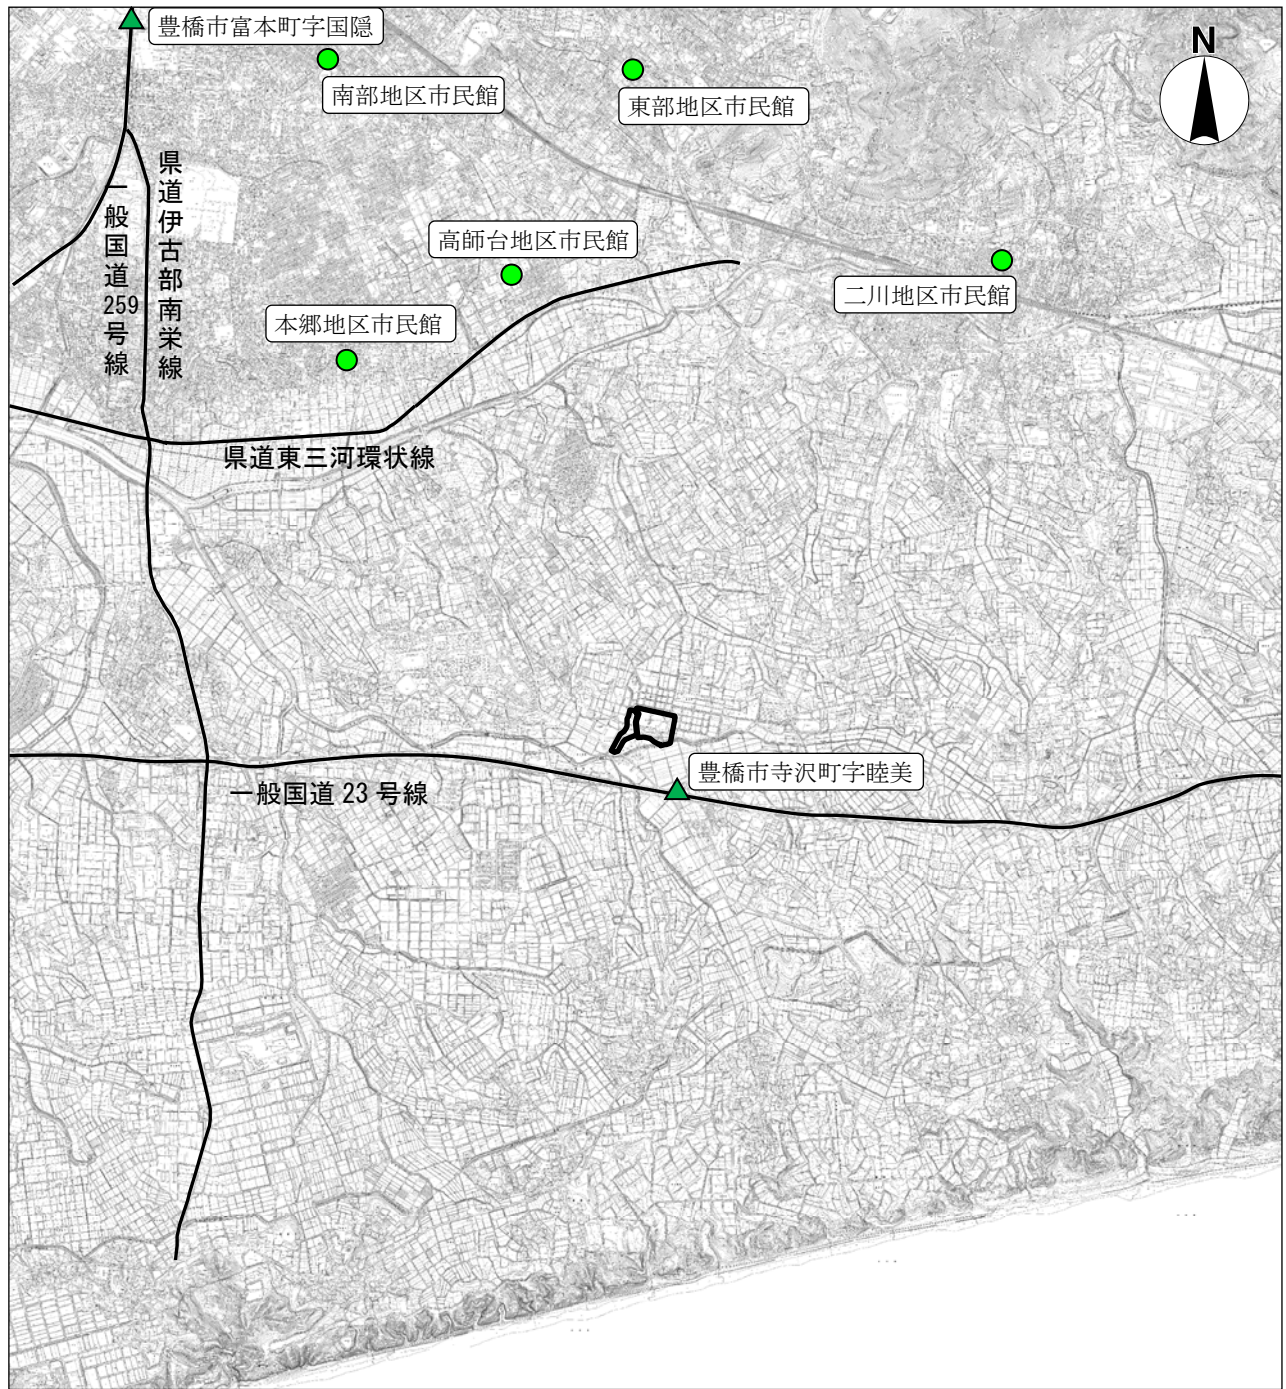 豊橋市富本町字国隠
南部地区市民館
東部地区市民館
N
県道伊古部南栄線
一般国道259号線
高師台地区市民館
二川地区市民館
本郷地区市民館
県道東三河環状線
豊橋市寺沢町字睦美
一般国道 23 号線